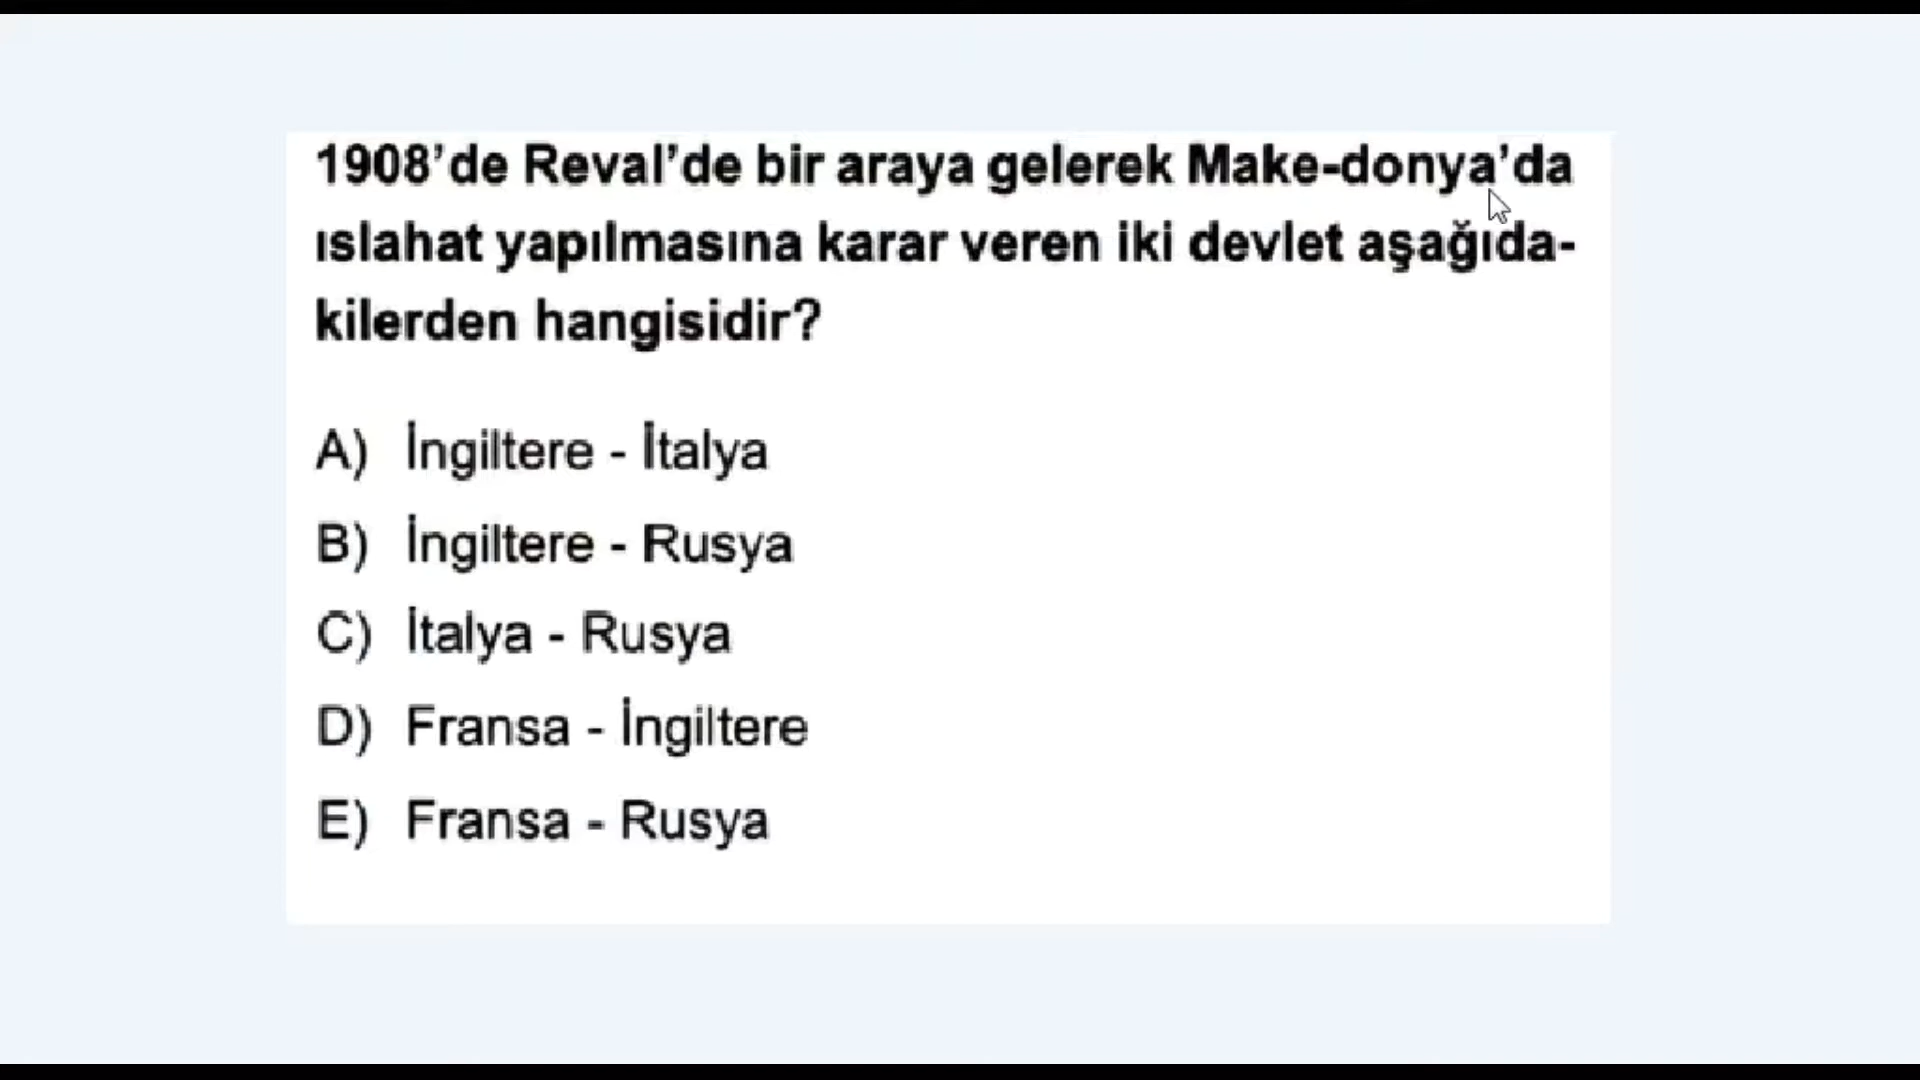 1908’de Reval’de bir araya gelerek Make-donya’da
ıslahat yapılmasına karar veren iki devlet aşağıda-
kilerden hangisidir?
A) İngiltere - İtalya
B) İngiltere - Rusya
C) İtalya - Rusya
D) Fransa - İngiltere
E) Fransa - Rusya